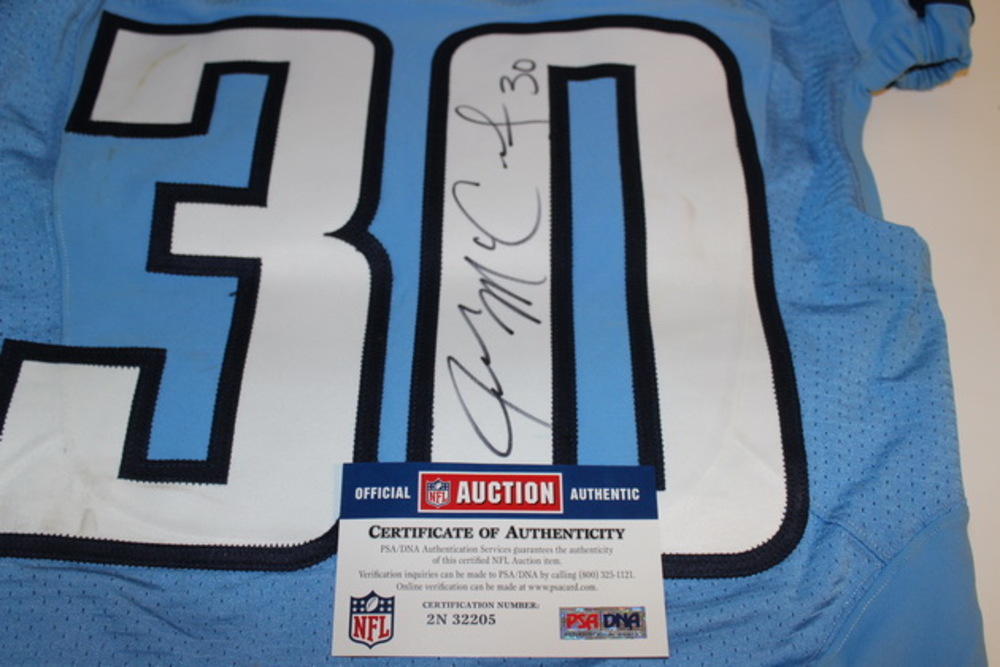 30
J McC 30
OFFICIAL NFL AUCTION AUTHENTIC
CERTIFICATE OF AUTHENTICITY
PSA/DNA Authentication Services guarantees the authenticity
of this certified NFL Auction item.
Verification inquiries can be made to PSA/DNA by calling (800) 325-1121.
Online verification can be made at www.psacard.com.
NFL
CERTIFICATION NUMBER:
2N 32205
PSA DNA